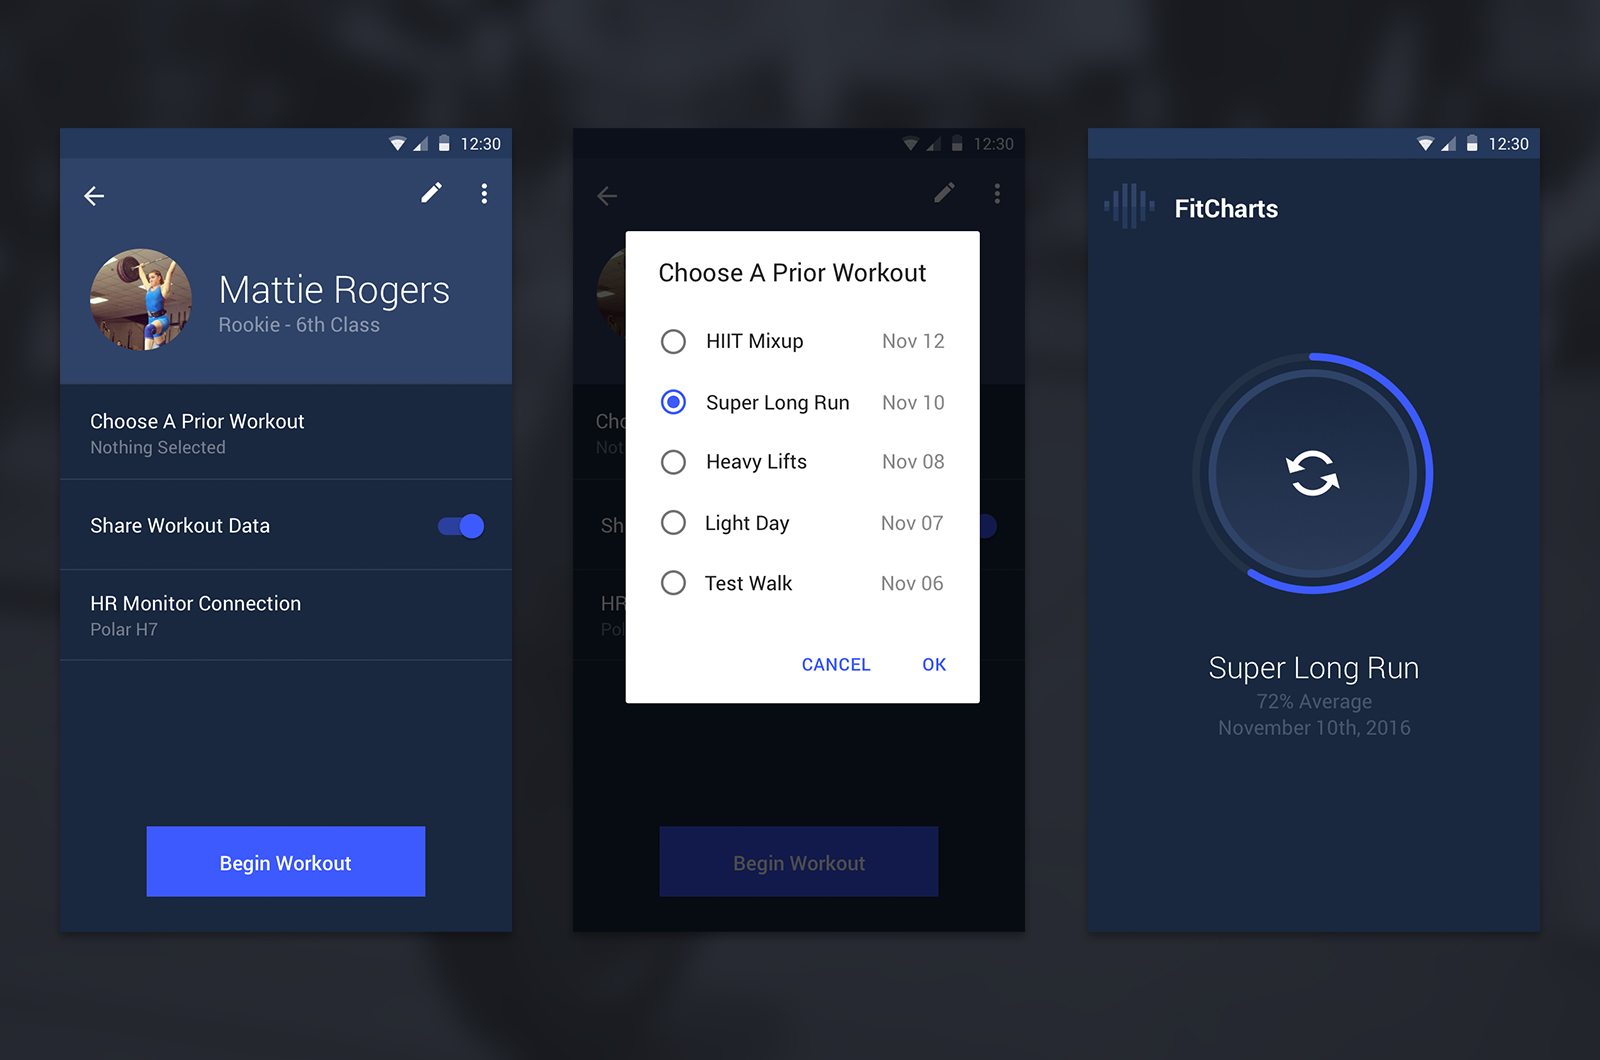 12:30
Mattie Rogers
Rookie - 6th Class
Choose A Prior Workout
Nothing Selected
Share Workout Data
HR Monitor Connection
Polar H7
Begin Workout
12:30
Choose A Prior Workout
HIIT Mixup Nov 12
Super Long Run Nov 10
Heavy Lifts Nov 08
Light Day Nov 07
Test Walk Nov 06
CANCEL OK
Cho
Not
Sh
HR
Pol
Begin Workout
12:30
FitCharts
Super Long Run
72% Average
November 10th, 2016